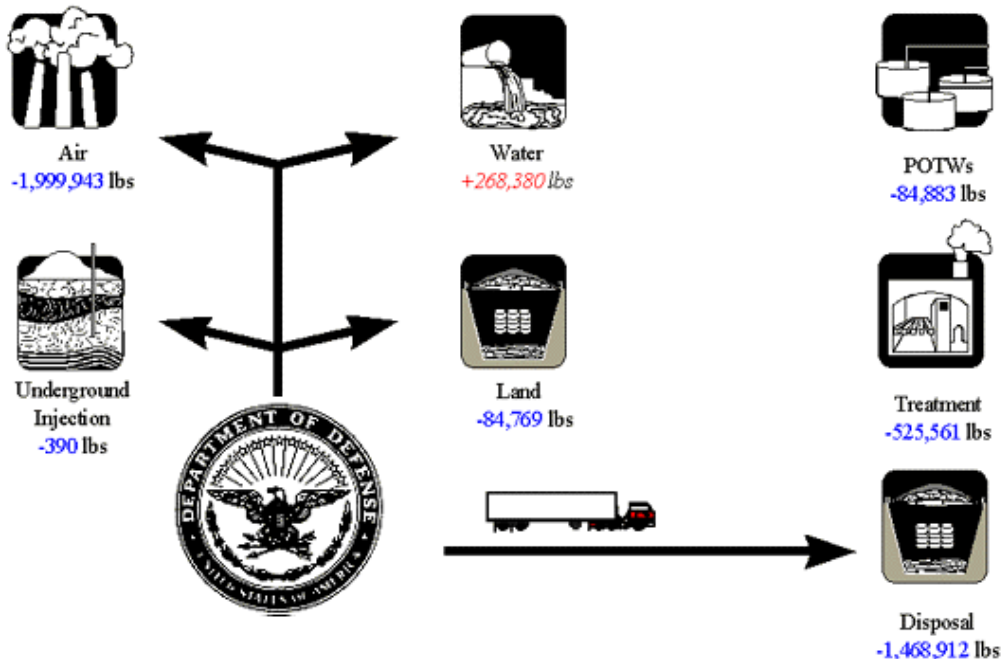 Air
-1,999,943 lbs
Water
+268,380 lbs
POTWs
-84,883 lbs
Underground
Injection
-390 lbs
Land
-84,769 lbs
Treatment
-525,561 lbs
DEPARTMENT OF DEFENSE
UNITED STATES OF AMERICA
Disposal
-1,468,912 lbs